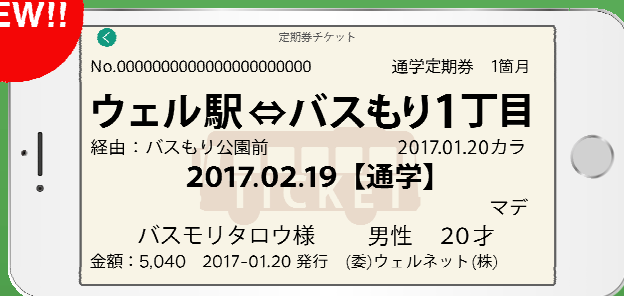 EW!!
定期券チケット
No.0000000000000000000000 通学定期券 1箇月
ウェル駅⇔バスもり1丁目
経由：バスもり公園前 2017.01.20カラ
2017.02.19【通学】
マデ
TICKET
バスモリタロウ様 男性 20才
金額：5,040 2017-01.20 発行 (委)ウェルネット(株)